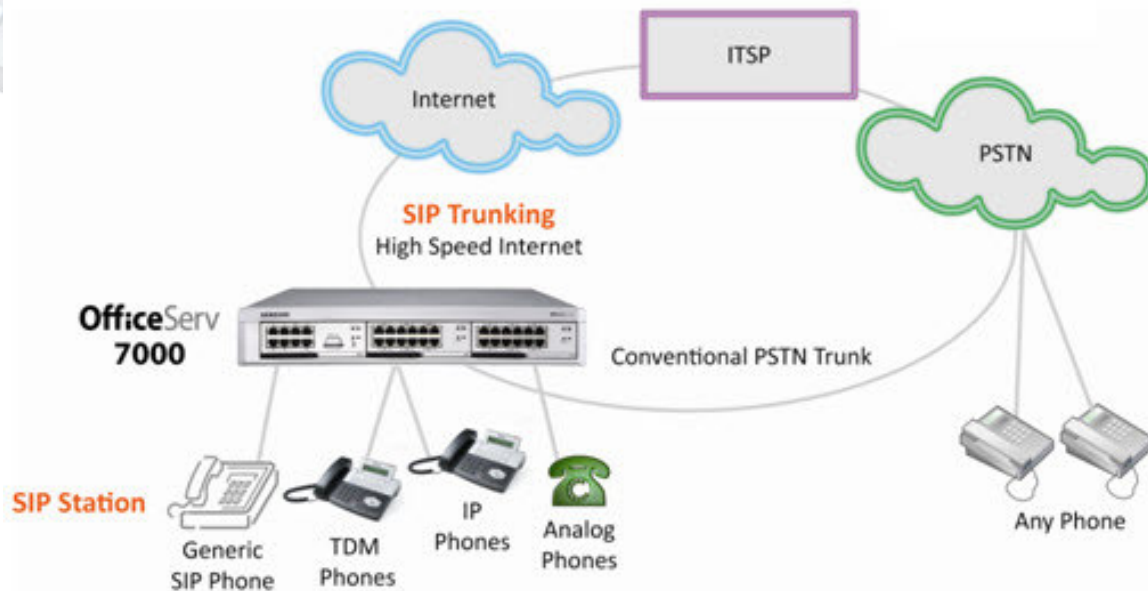 ITSP
Internet
PSTN
SIP Trunking
High Speed Internet
OfficeServ
7000
Conventional PSTN Trunk
SIP Station
Generic
SIP Phone
TDM
Phones
IP
Phones
Analog
Phones
Any Phone